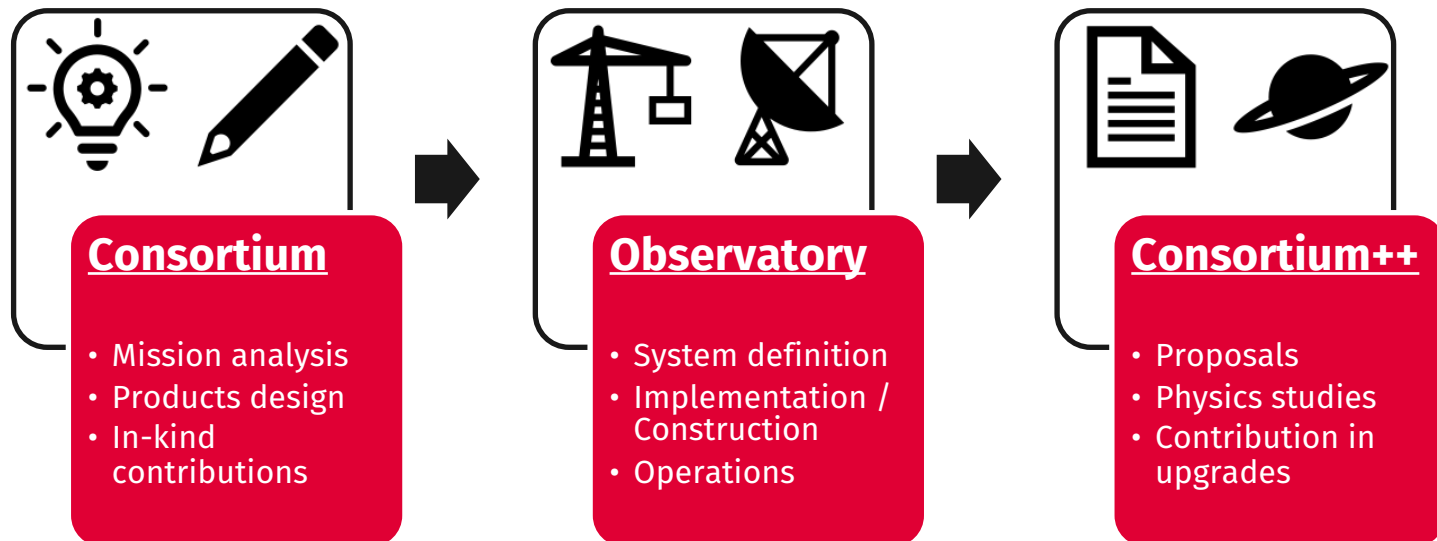 Consortium
• Mission analysis
• Products design
• In-kind
contributions
Observatory
• System definition
• Implementation /
Construction
• Operations
Consortium++
• Proposals
• Physics studies
• Contribution in
upgrades